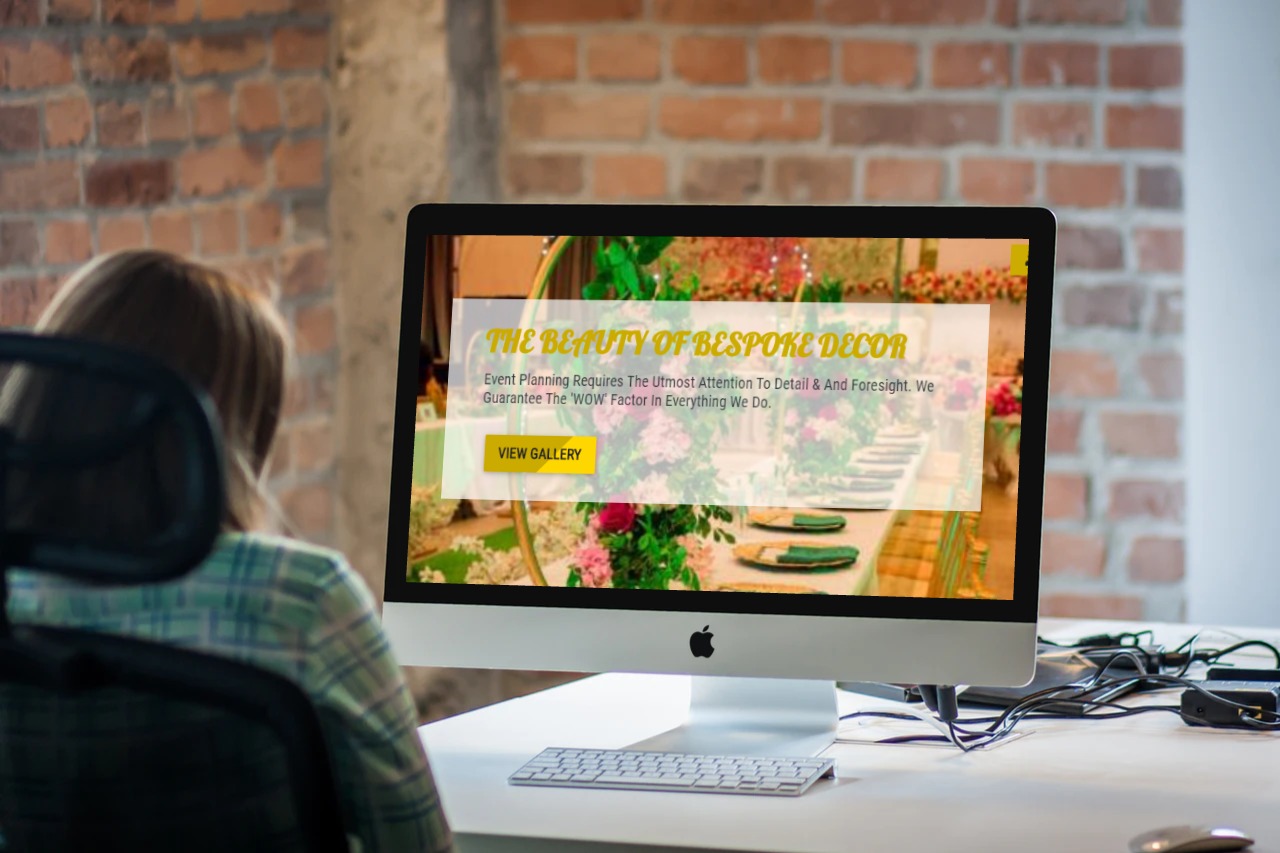 THE BEAUTY OF BESPOKE DECOR
Event Planning Requires The Utmost Attention To Detail & And Foresight. We
Guarantee The 'WOW' Factor In Everything We Do.
VIEW GALLERY